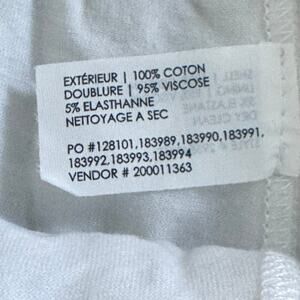 EXTÉRIEUR | 100% COTON
DOUBLURE | 95% VISCOSE
5% ELASTHANNE
NETTOYAGE A SEC
PO #128101,183989,183990,183991,
183992,183993,183994
VENDOR # 200011363